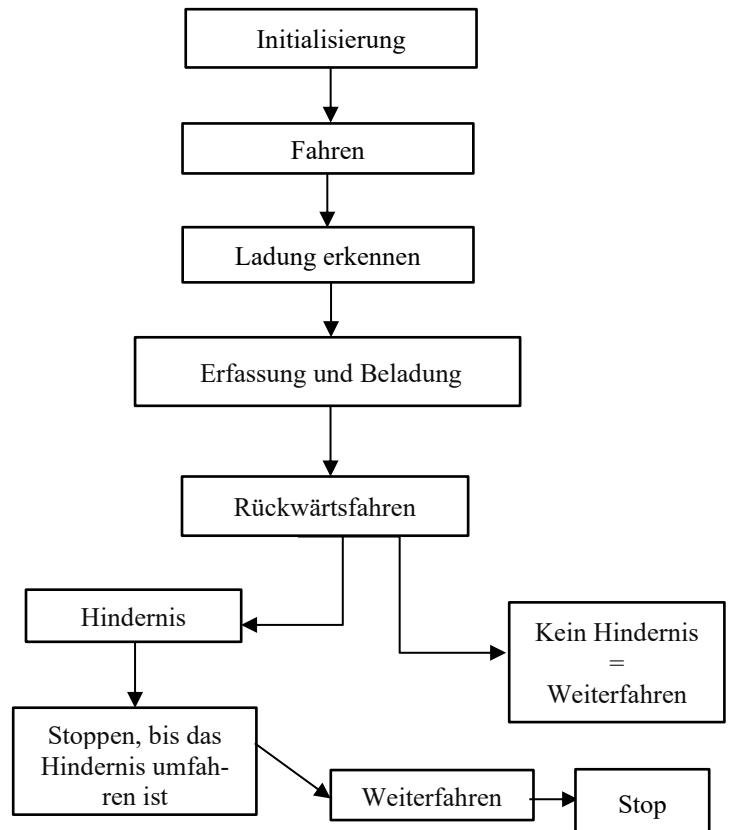 Initialisierung
Fahren
Ladung erkennen
Erfassung und Beladung
Rückwärtsfahren
Hindernis
Kein Hindernis
=
Weiterfahren
Stoppen, bis das
Hindernis umfah-
ren ist
Weiterfahren
Stop